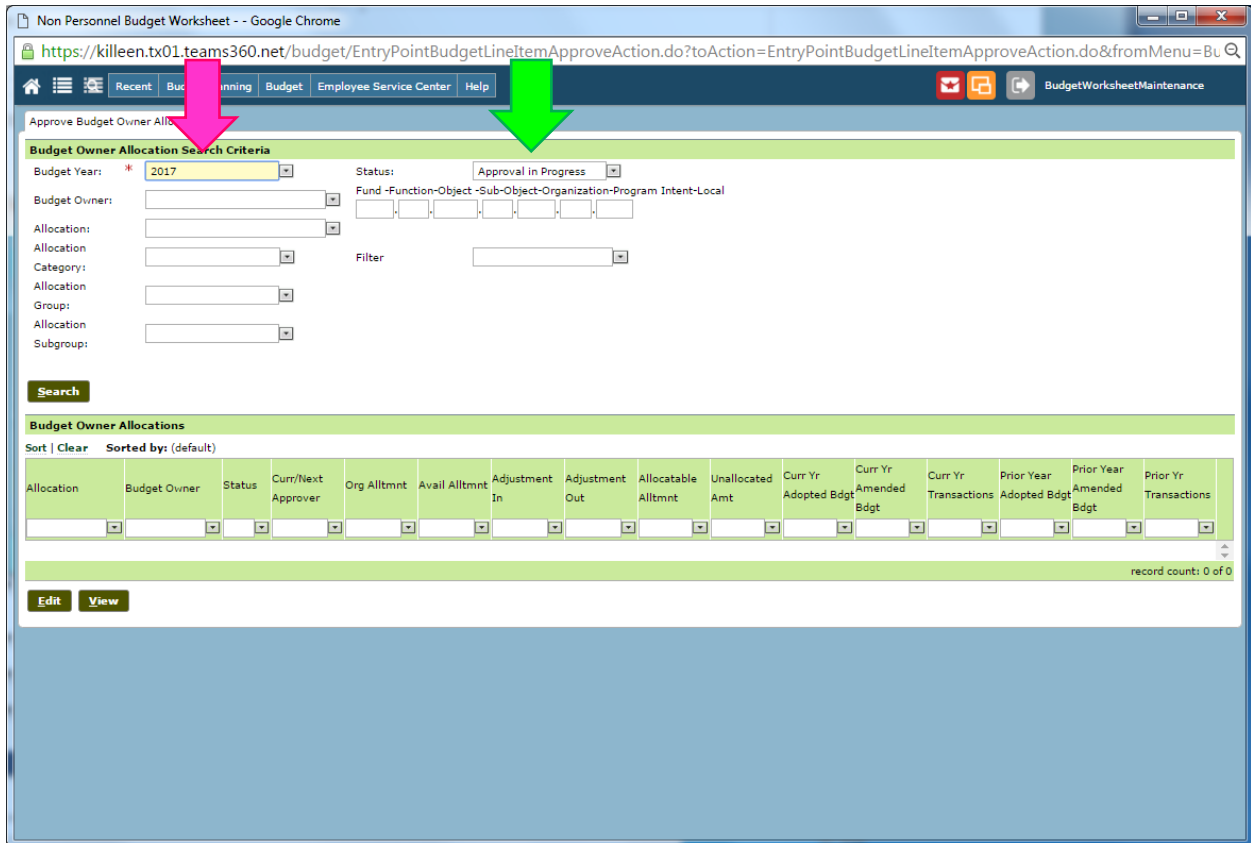 Non Personnel Budget Worksheet - - Google Chrome
https://killeen.tx01.teams360.net/budget/EntryPointBudgetLineItemApproveAction.do?toAction=EntryPointBudgetLineItemApproveAction.do&fromMenu=Bu
Recent Bud nning Budget Employee Service Center Help BudgetWorksheetMaintenance
Approve Budget Owner Allo
Budget Owner Allocation Search Criteria
Budget Year: * 2017 Status: Approval in Progress
Fund -Function-Object -Sub-Object-Organization-Program Intent-Local
Budget Owner: . . . . . .
Allocation:
Allocation
Category: Filter
Allocation
Group:
Allocation
Subgroup:
Search
Budget Owner Allocations
Sort | Clear Sorted by: (default)
Allocation Budget Owner Status Curr/Next Approver Org Alltmnt Avail Alltmnt Adjustment In Adjustment Out Allocatable Alltmnt Unallocated Amt Curr Yr Adopted Bdgt Curr Yr Amended Bdgt Curr Yr Transactions Prior Year Adopted Bdgt Prior Year Amended Bdgt Prior Yr Transactions
record count: 0 of 0
Edit View